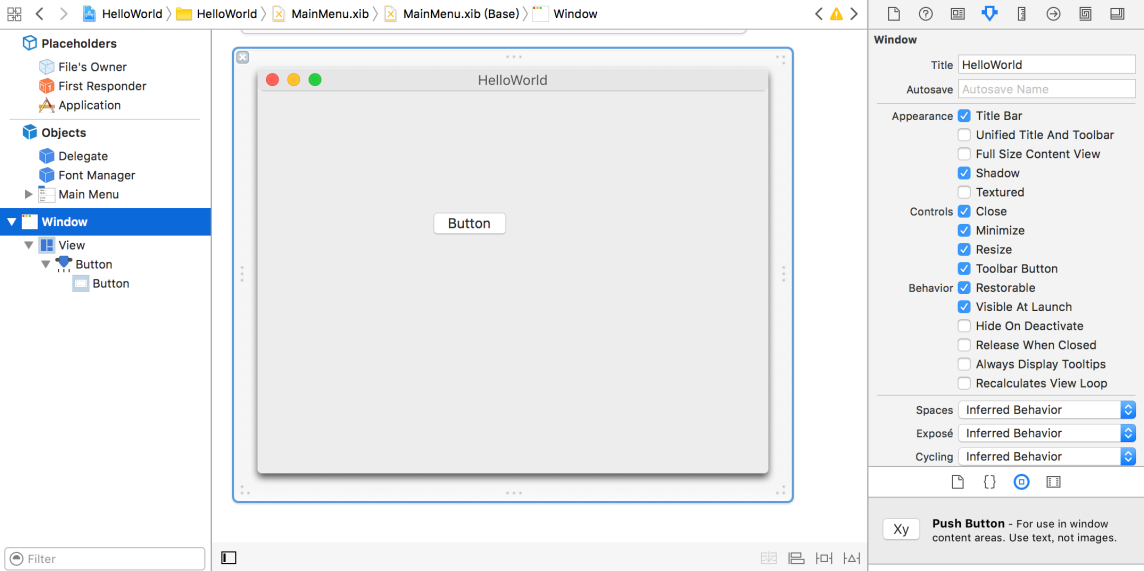 HelloWorld HelloWorld MainMenu.xib MainMenu.xib (Base) Window
Placeholders
File's Owner
First Responder
Application
Objects
Delegate
Font Manager
Main Menu
Window
View
Button
Button
Filter
HelloWorld
Button
Window
Title HelloWorld
Autosave Autosave Name
Appearance Title Bar
Unified Title And Toolbar
Full Size Content View
Shadow
Textured
Controls Close
Minimize
Resize
Toolbar Button
Behavior Restorable
Visible At Launch
Hide On Deactivate
Release When Closed
Always Display Tooltips
Recalculates View Loop
Spaces Inferred Behavior
Exposé Inferred Behavior
Cycling Inferred Behavior
{}
Xy Push Button - For use in window
content areas. Use text, not images.